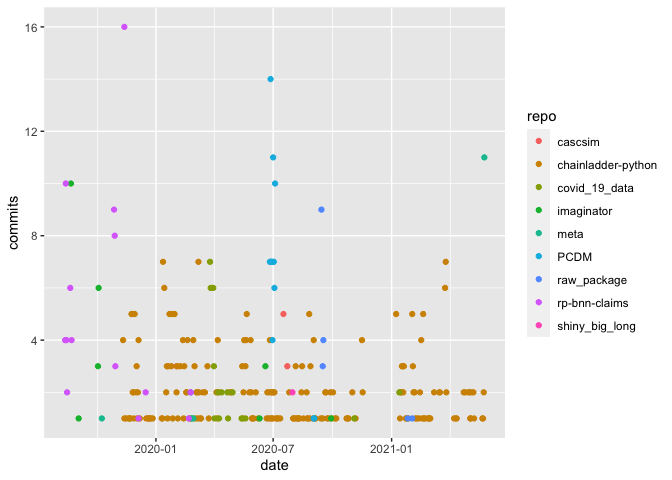 16
12
8
4
commits
2020-01
2020-07
2021-01
date
repo
cascsim
chainladder-python
covid_19_data
imaginator
meta
PCDM
raw_package
rp-bnn-claims
shiny_big_long